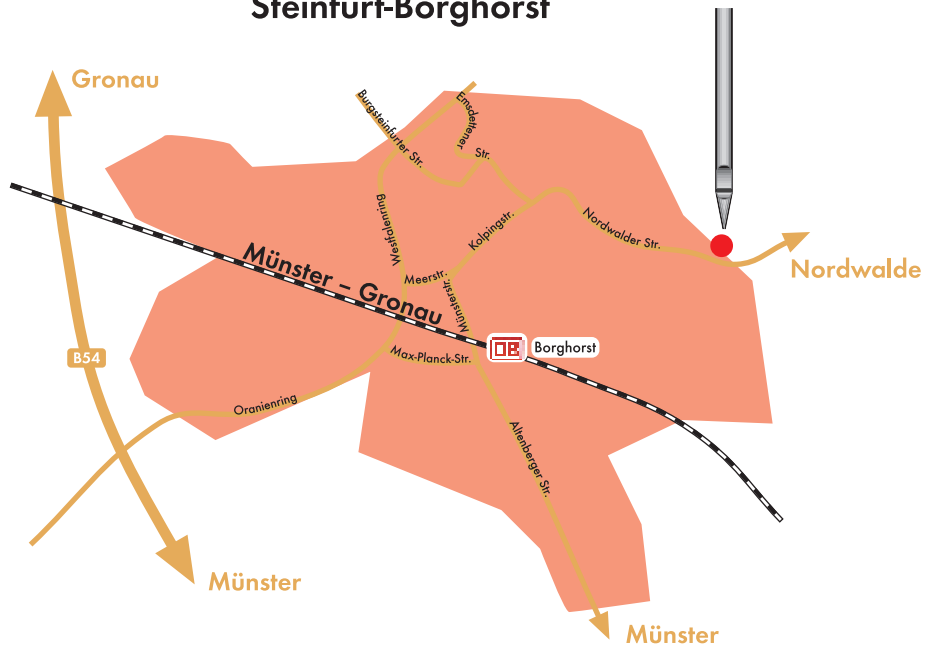 Steinfurt-Borghorst
Gronau
Burgsteinfurter Str.
Emsdettener
Str.
Westfalenring
Kolpingstr.
Nordwalder Str.
Nordwalde
Münster – Gronau
Meerstr.
Münsterstr.
B54
Max-Planck-Str.
DB
Borghorst
Oranienring
Altenberger Str.
Münster
Münster